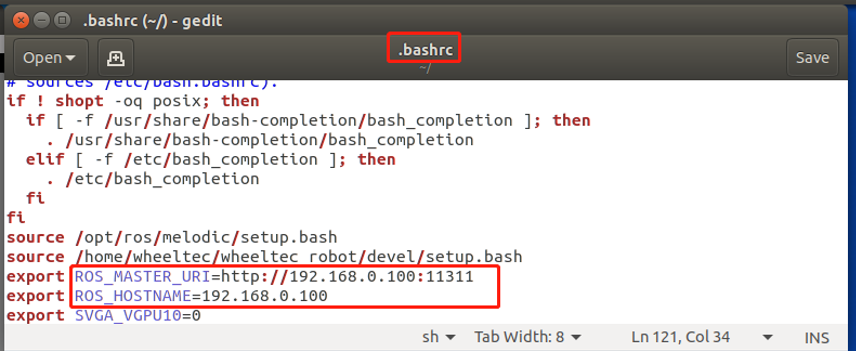 .bashrc (~/) - gedit
Open
.bashrc
~/
Save
# sources /etc/bash.bashrc).
if ! shopt -oq posix; then
  if [ -f /usr/share/bash-completion/bash_completion ]; then
    . /usr/share/bash-completion/bash_completion
  elif [ -f /etc/bash_completion ]; then
    . /etc/bash_completion
  fi
fi
source /opt/ros/melodic/setup.bash
source /home/wheeltec/wheeltec_robot/devel/setup.bash
export ROS_MASTER_URI=http://192.168.0.100:11311
export ROS_HOSTNAME=192.168.0.100
export SVGA_VGPU10=0
sh Tab Width: 8 Ln 121, Col 34 INS